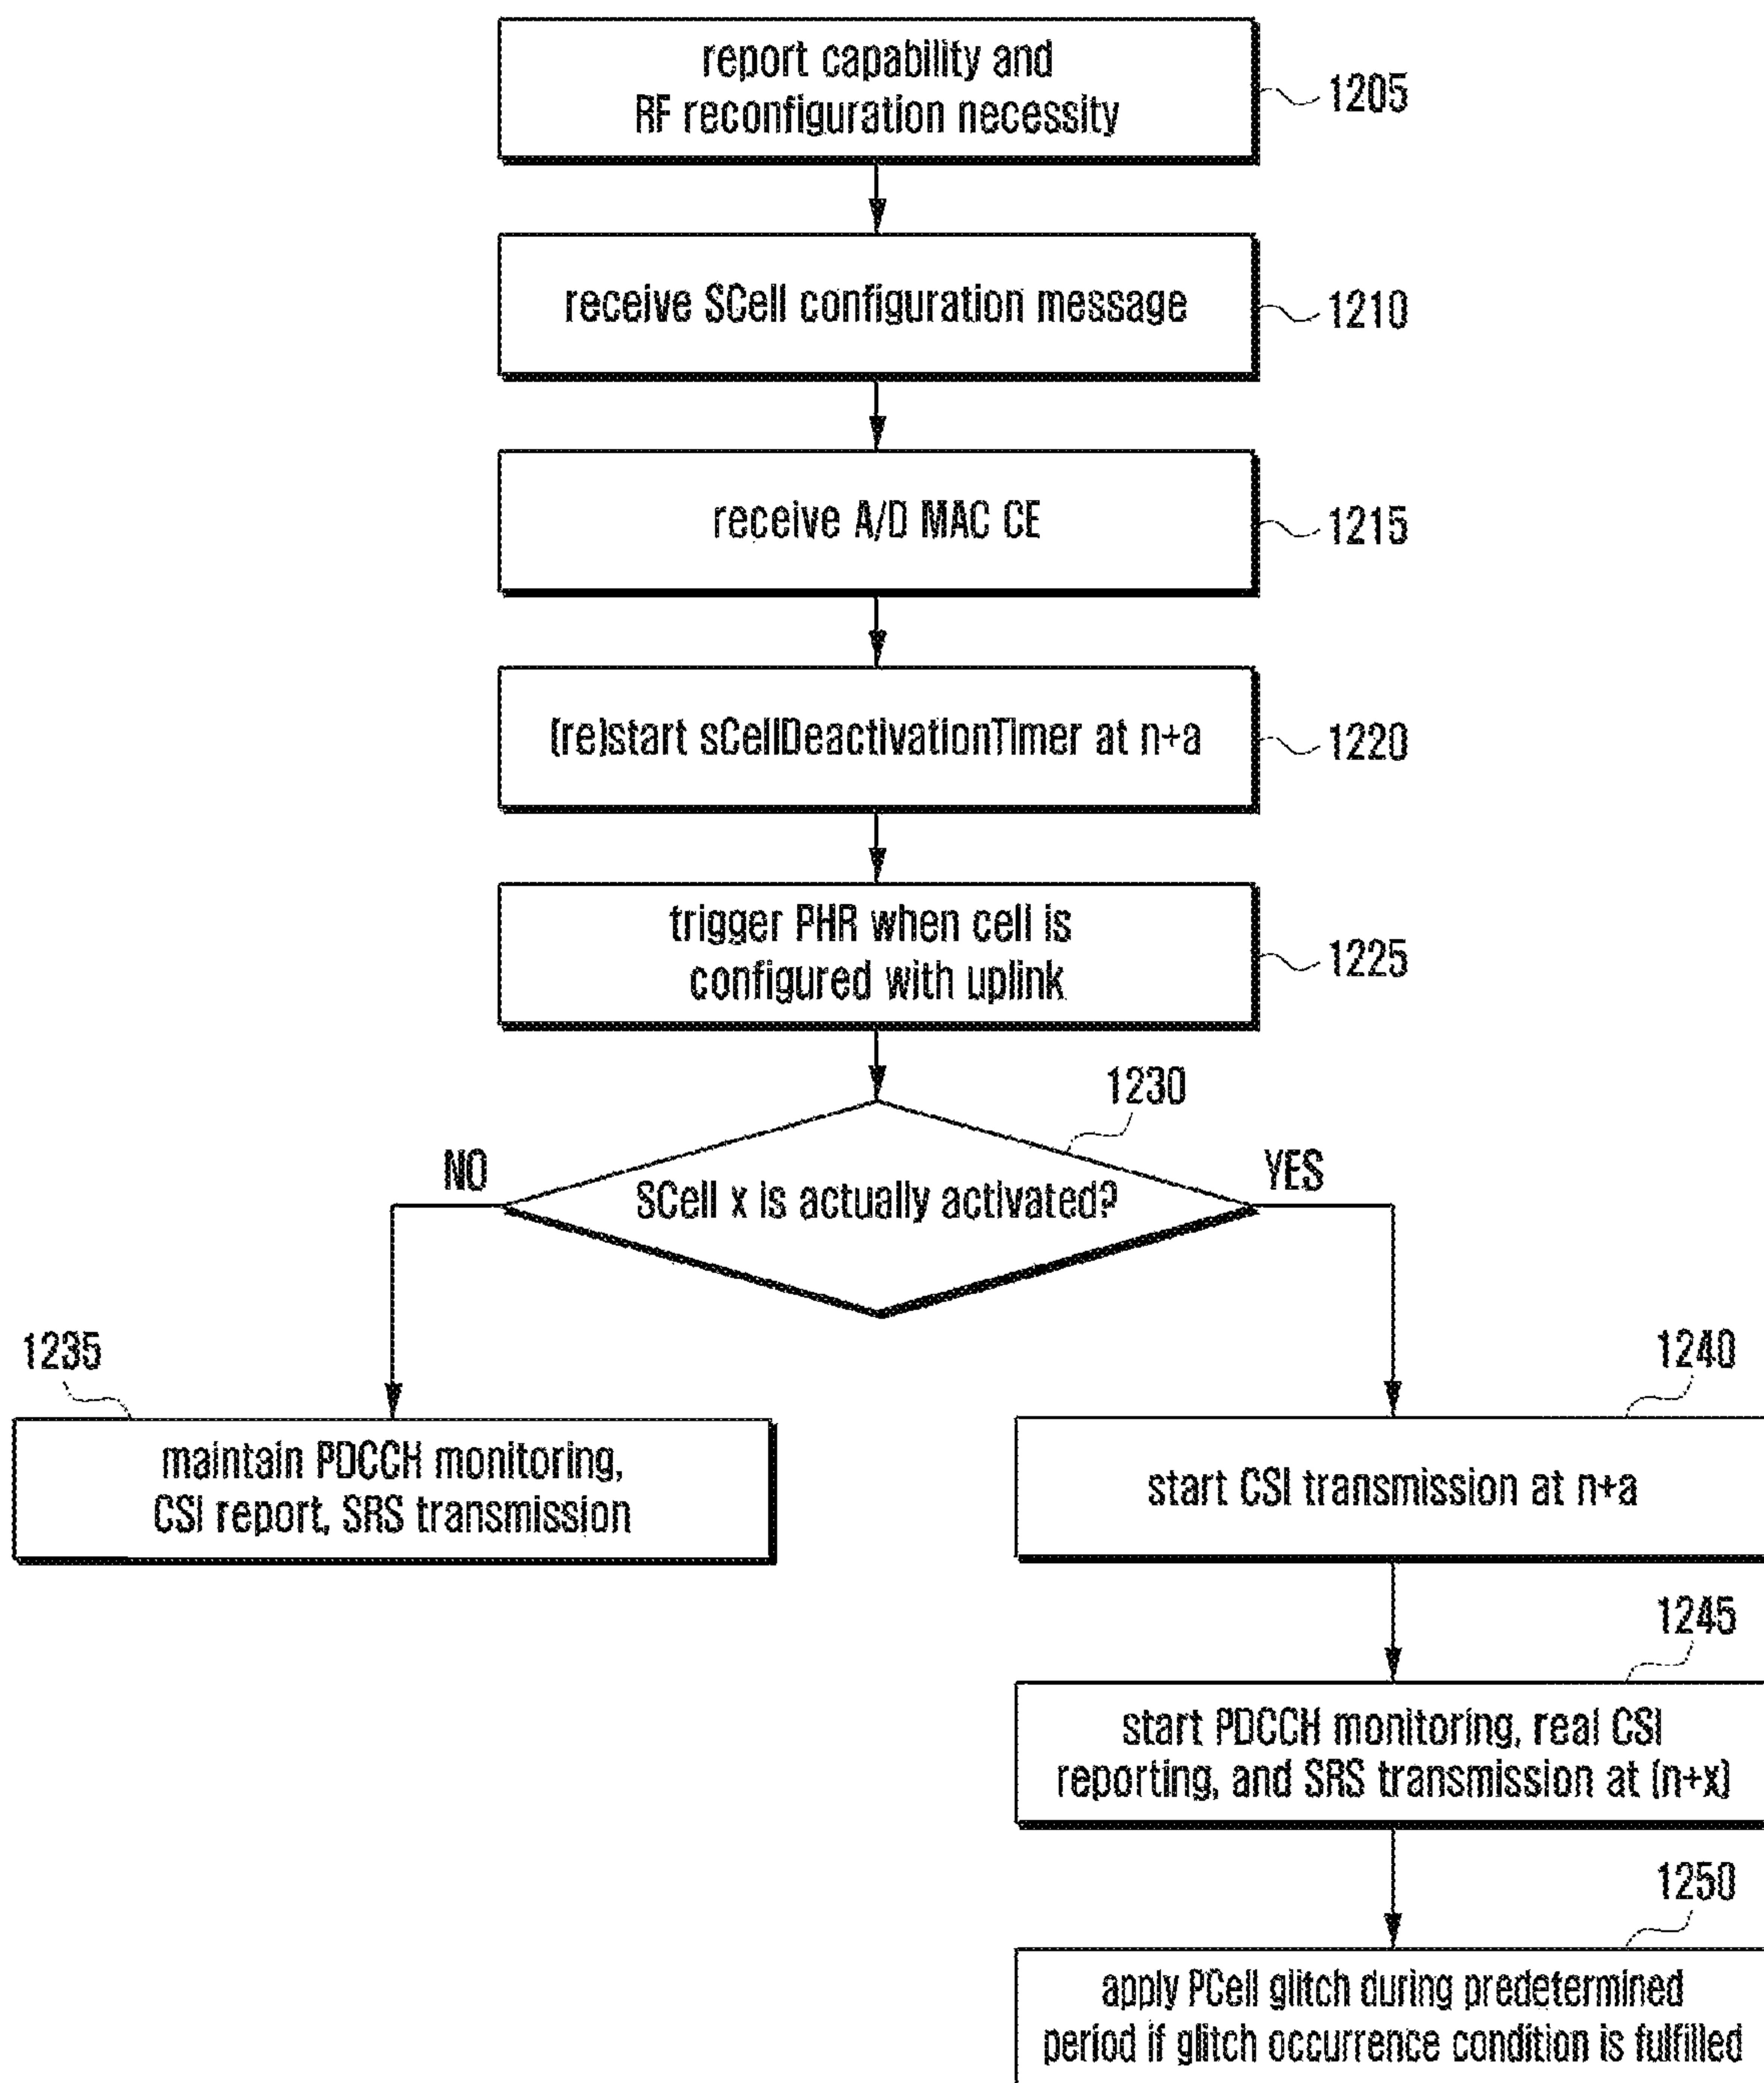 report capability and
RF reconfiguration necessity
1205
receive SCell configuration message
1210
receive A/D MAC CE
1215
(re)start sCellDeactivationTimer at n+a
1220
trigger PHR when cell is
configured with uplink
1225
1230
NO
SCell x is actually activated?
YES
1235
maintain PDCCH monitoring,
CSI report, SRS transmission
1240
start CSI transmission at n+a
1245
start PDCCH monitoring, real CSI
reporting, and SRS transmission at (n+x)
1250
apply PCell glitch during predetermined
period if glitch occurrence condition is fulfilled